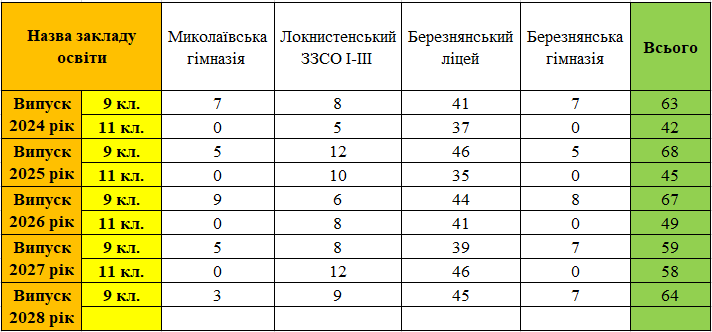 Назва закладу освіти Миколаївська гімназія Локнистенський ЗЗСО І-ІІІ Березнянський ліцей Березнянська гімназія Всього
Випуск 2024 рік 9 кл. 7 8 41 7 63
11 кл. 0 5 37 0 42
Випуск 2025 рік 9 кл. 5 12 46 5 68
11 кл. 0 10 35 0 45
Випуск 2026 рік 9 кл. 9 6 44 8 67
11 кл. 0 8 41 0 49
Випуск 2027 рік 9 кл. 5 8 39 7 59
11 кл. 0 12 46 0 58
Випуск 2028 рік 9 кл. 3 9 45 7 64